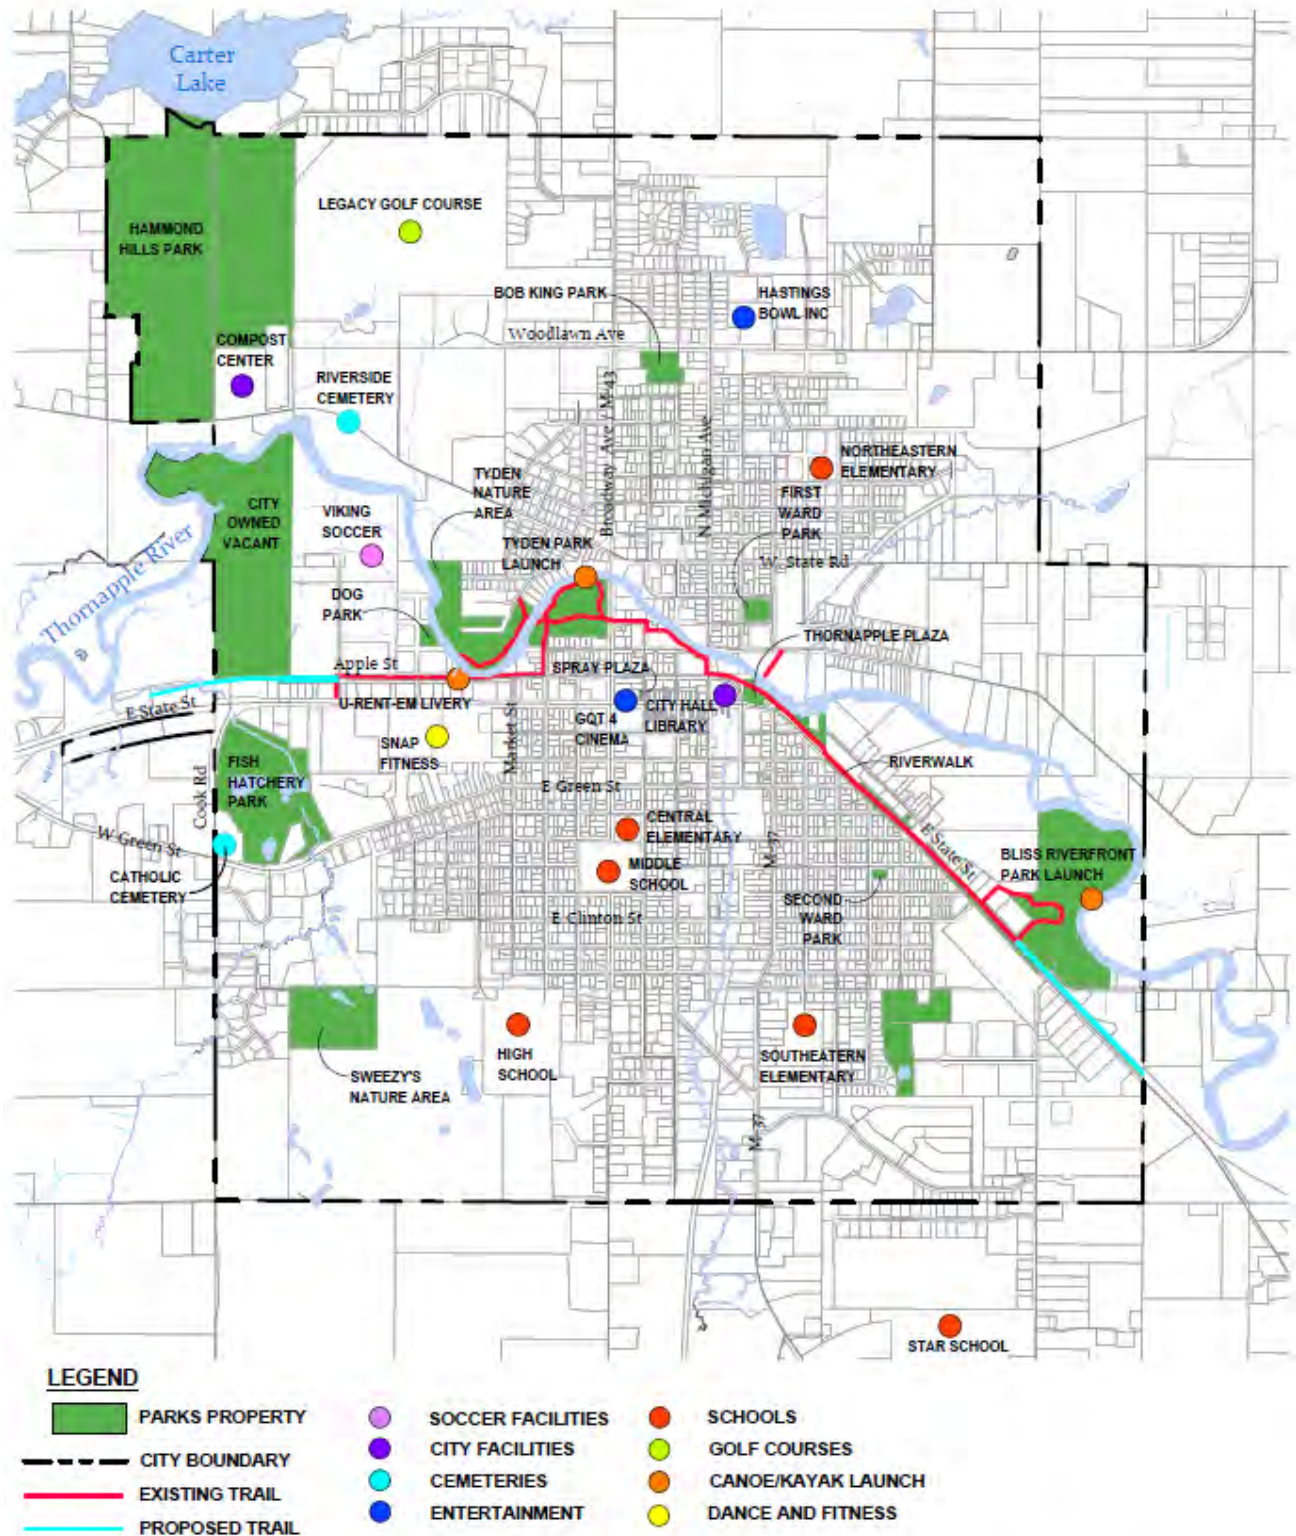 Carter
Lake
LEGACY GOLF COURSE
HAMMOND
HILLS PARK
BOB KING PARK
HASTINGS
BOWL INC
Woodlawn Ave
COMPOST
CENTER
RIVERSIDE
CEMETERY
Broadway Ave / M-43
N Michigan Ave
NORTHEASTERN
ELEMENTARY
TYDEN
NATURE
AREA
FIRST
WARD
PARK
CITY
OWNED
VACANT
VIKING
SOCCER
TYDEN PARK
LAUNCH
W State Rd
Thornapple River
DOG
PARK
THORNAPPLE PLAZA
Apple St
SPRAY PLAZA
E State St
U-RENT-EM LIVERY
GQT 4
CINEMA
CITY HALL
LIBRARY
Market St
SNAP
FITNESS
RIVERWALK
FISH
HATCHERY
PARK
Cook Rd
E Green St
CENTRAL
ELEMENTARY
W Green St
M-37
E State St
BLISS RIVERFRONT
PARK LAUNCH
MIDDLE
SCHOOL
CATHOLIC
CEMETERY
SECOND
WARD
PARK
E Clinton St
HIGH
SCHOOL
SOUTHEATERN
ELEMENTARY
SWEEZY'S
NATURE AREA
M-37
STAR SCHOOL
LEGEND
PARKS PROPERTY
CITY BOUNDARY
EXISTING TRAIL
PROPOSED TRAIL
SOCCER FACILITIES
CITY FACILITIES
CEMETERIES
ENTERTAINMENT
SCHOOLS
GOLF COURSES
CANOE/KAYAK LAUNCH
DANCE AND FITNESS